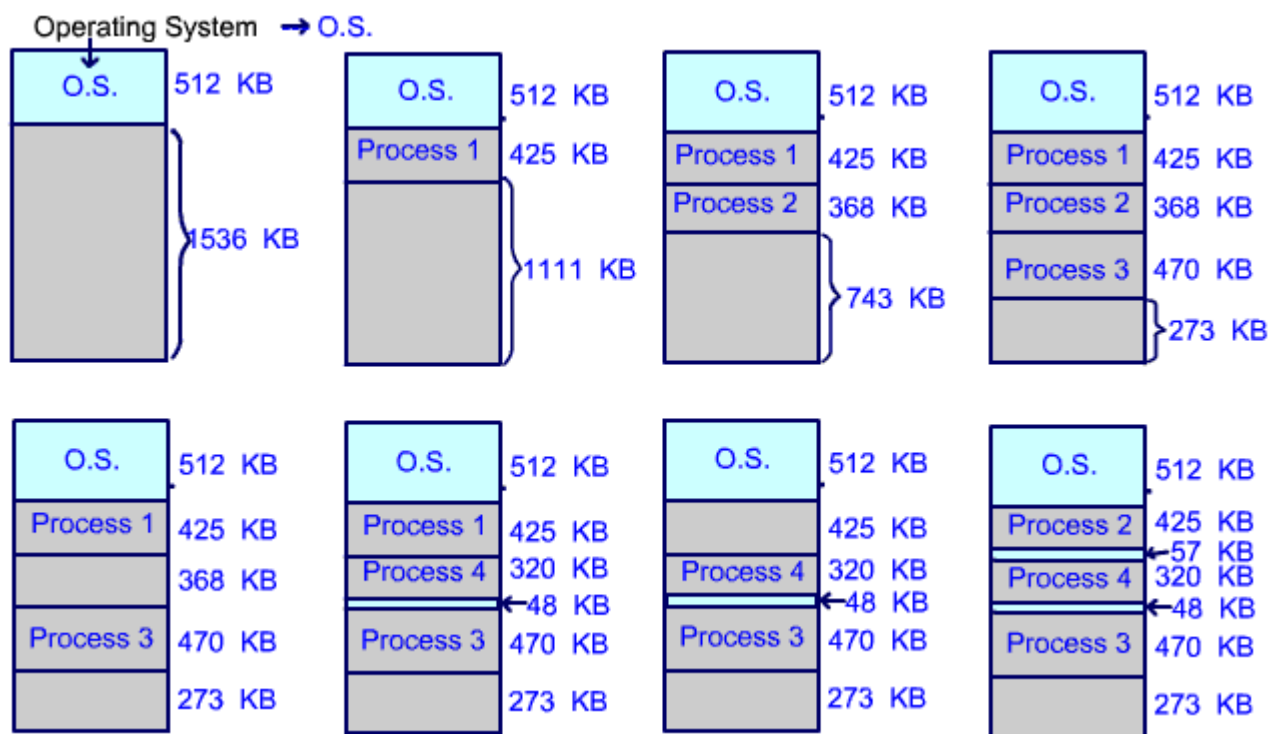 Operating System → O.S.
O.S. 512 KB
1536 KB
O.S. 512 KB
Process 1 425 KB
1111 KB
O.S. 512 KB
Process 1 425 KB
Process 2 368 KB
743 KB
O.S. 512 KB
Process 1 425 KB
Process 2 368 KB
Process 3 470 KB
273 KB
O.S. 512 KB
Process 1 425 KB
368 KB
Process 3 470 KB
273 KB
O.S. 512 KB
Process 1 425 KB
Process 4 320 KB
48 KB
Process 3 470 KB
273 KB
O.S. 512 KB
425 KB
Process 4 320 KB
48 KB
Process 3 470 KB
273 KB
O.S. 512 KB
Process 2 425 KB
57 KB
Process 4 320 KB
48 KB
Process 3 470 KB
273 KB